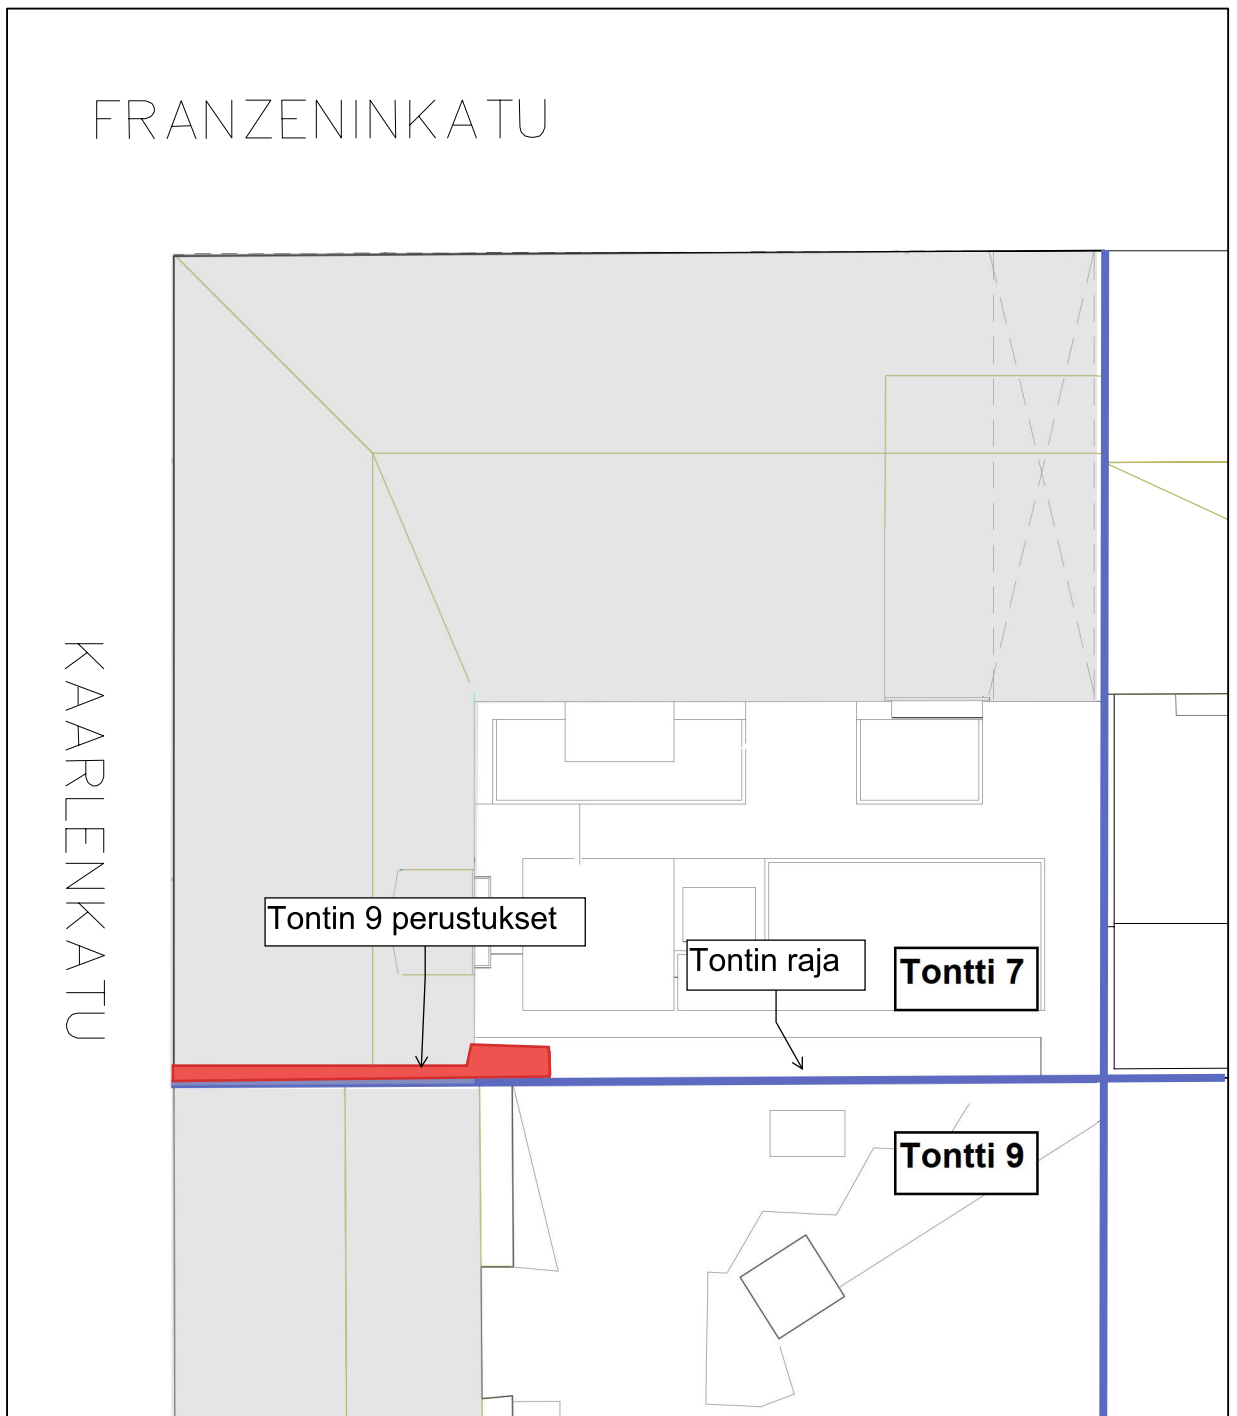 FRANZENINKATU
KAARLENKATU
Tontin 9 perustukset
Tontin raja
Tontti 7
Tontti 9